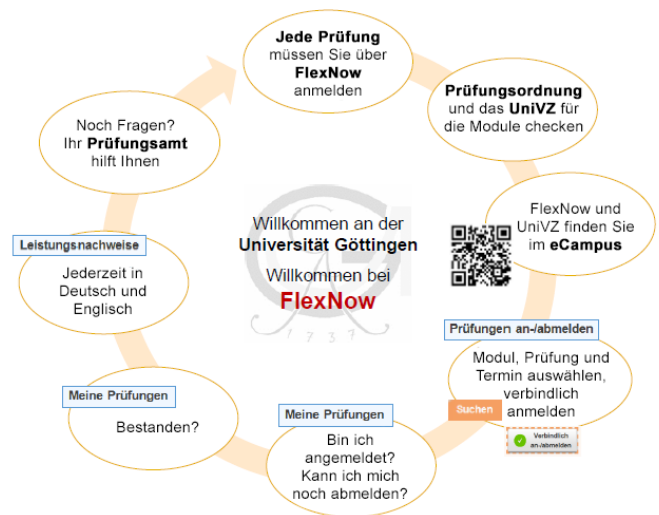 Jede Prüfung
müssen Sie über
FlexNow
anmelden
Prüfungsordnung
und das UniVZ für
die Module checken
FlexNow und
UniVZ finden Sie
im eCampus
Prüfungen an-/abmelden
Modul, Prüfung und
Termin auswählen,
verbindlich
anmelden
Suchen
Verbindlich
an-/abmelden
Meine Prüfungen
Bin ich
angemeldet?
Kann ich mich
noch abmelden?
Meine Prüfungen
Bestanden?
Leistungsnachweise
Jederzeit in
Deutsch und
Englisch
Noch Fragen?
Ihr Prüfungsamt
hilft Ihnen
Willkommen an der
Universität Göttingen
Willkommen bei
FlexNow
1737